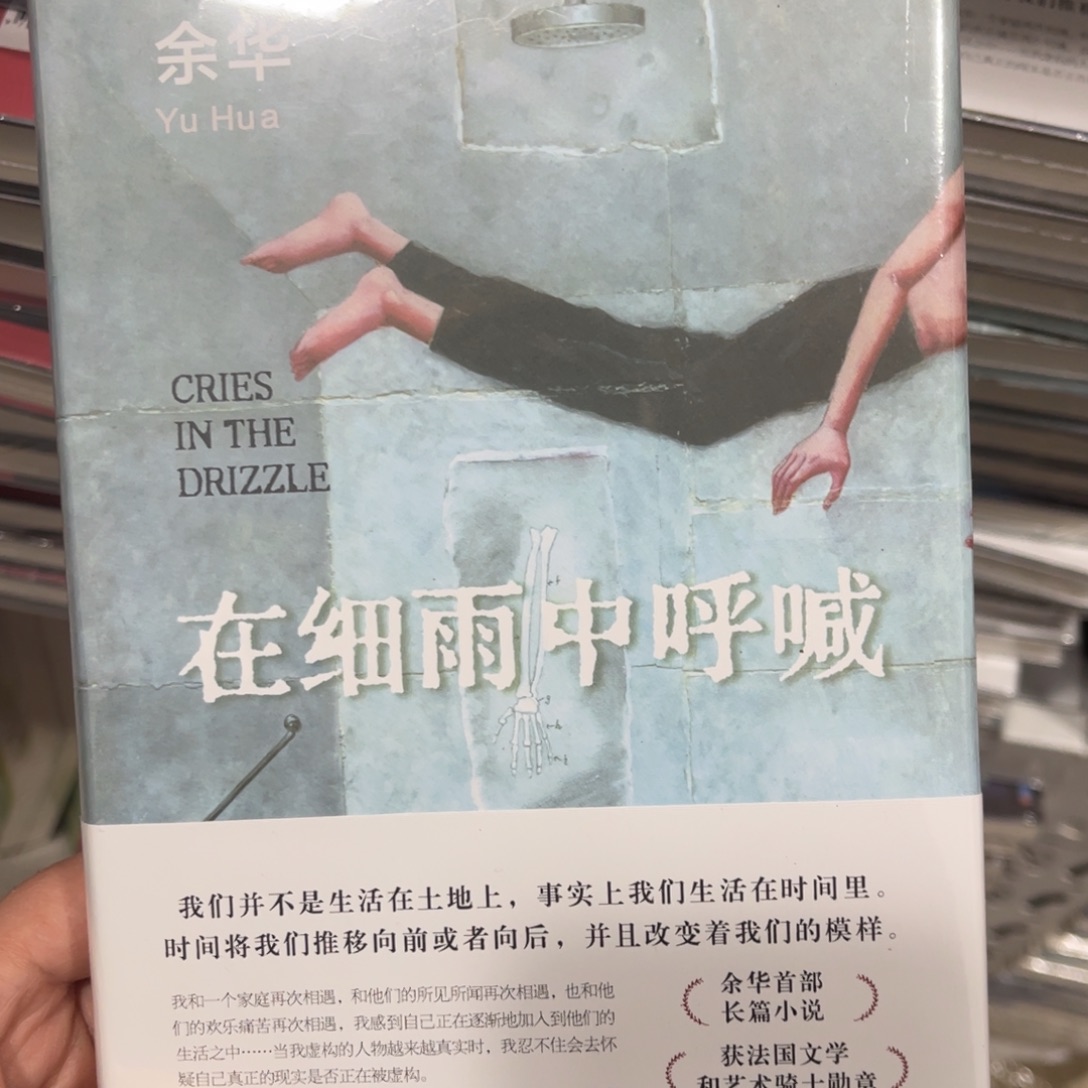 余华
Yu Hua
CRIES
IN THE
DRIZZLE
在细雨中呼喊
我们并不是生活在土地上，事实上我们生活在时间里。
时间将我们推移向前或者向后，并且改变着我们的模样。
我和一个家庭再次相遇，和他们的所见所闻再次相遇，也和他
们的欢乐痛苦再次相遇，我感到自己正在逐渐地加入到他们的
生活之中……当我虚构的人物越来越真实时，我忍不住会去怀
疑自己真正的现实是否正在被虚构。
余华首部
长篇小说
获法国文学
和艺术骑士勋章